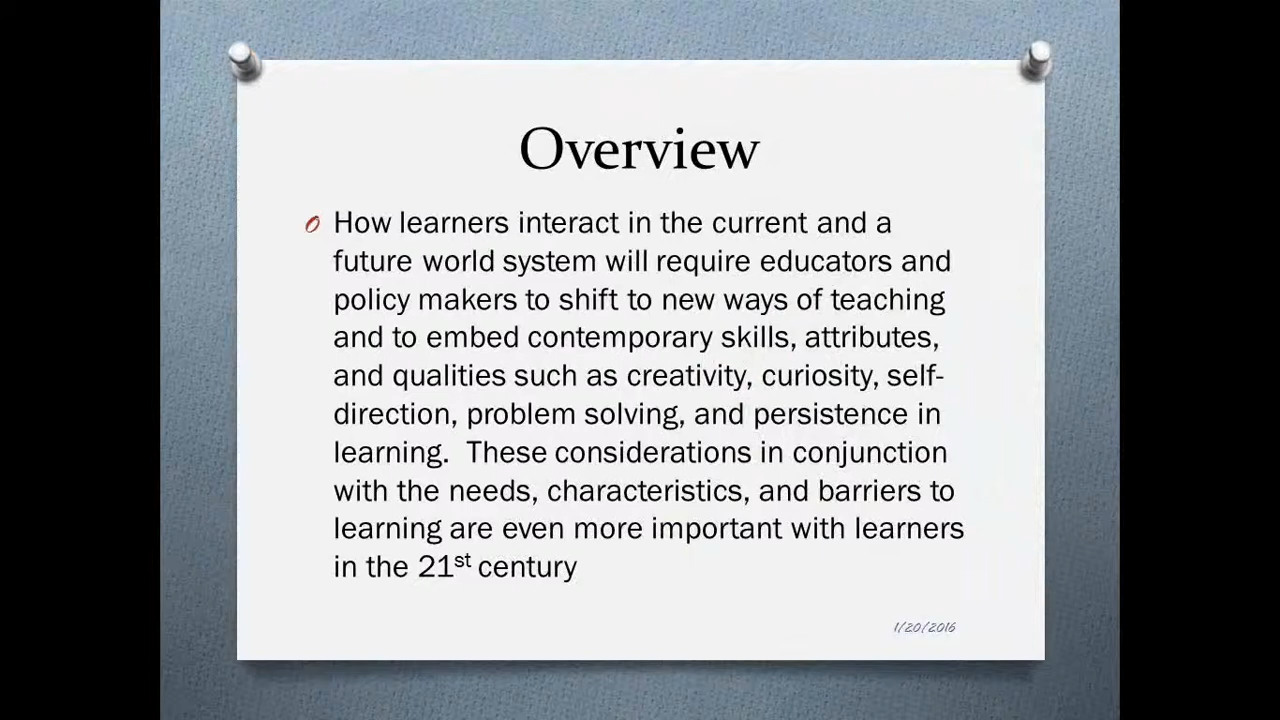 Overview
How learners interact in the current and a
future world system will require educators and
policy makers to shift to new ways of teaching
and to embed contemporary skills, attributes,
and qualities such as creativity, curiosity, self-
direction, problem solving, and persistence in
learning.  These considerations in conjunction
with the needs, characteristics, and barriers to
learning are even more important with learners
in the 21st century
1/20/2016